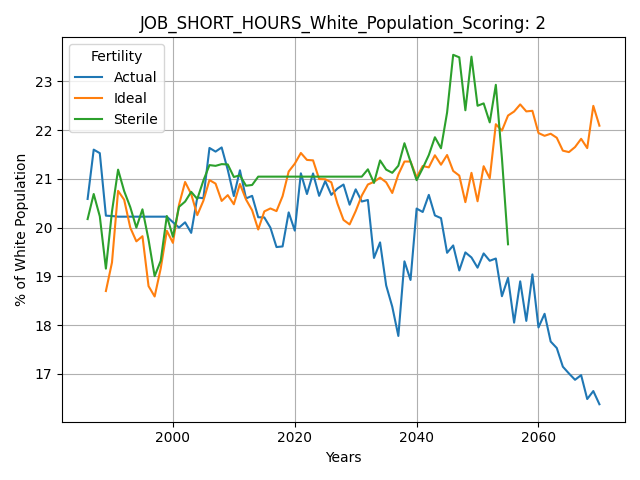 JOB_SHORT_HOURS_White_Population_Scoring: 2
Fertility
Actual
Ideal
Sterile
% of White Population
23
22
21
20
19
18
17
2000 2020 2040 2060
Years